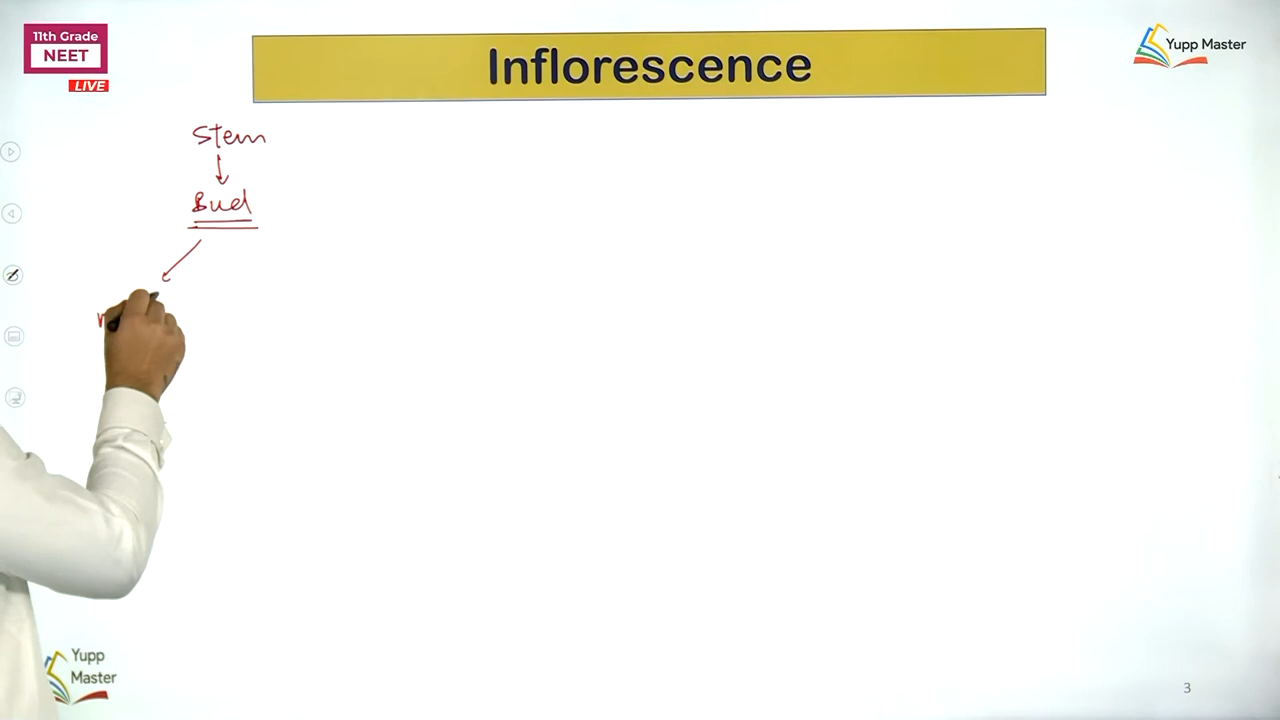 11th Grade
NEET
LIVE
Inflorescence
Yupp Master
Stem
Bud
Yupp
Master
3